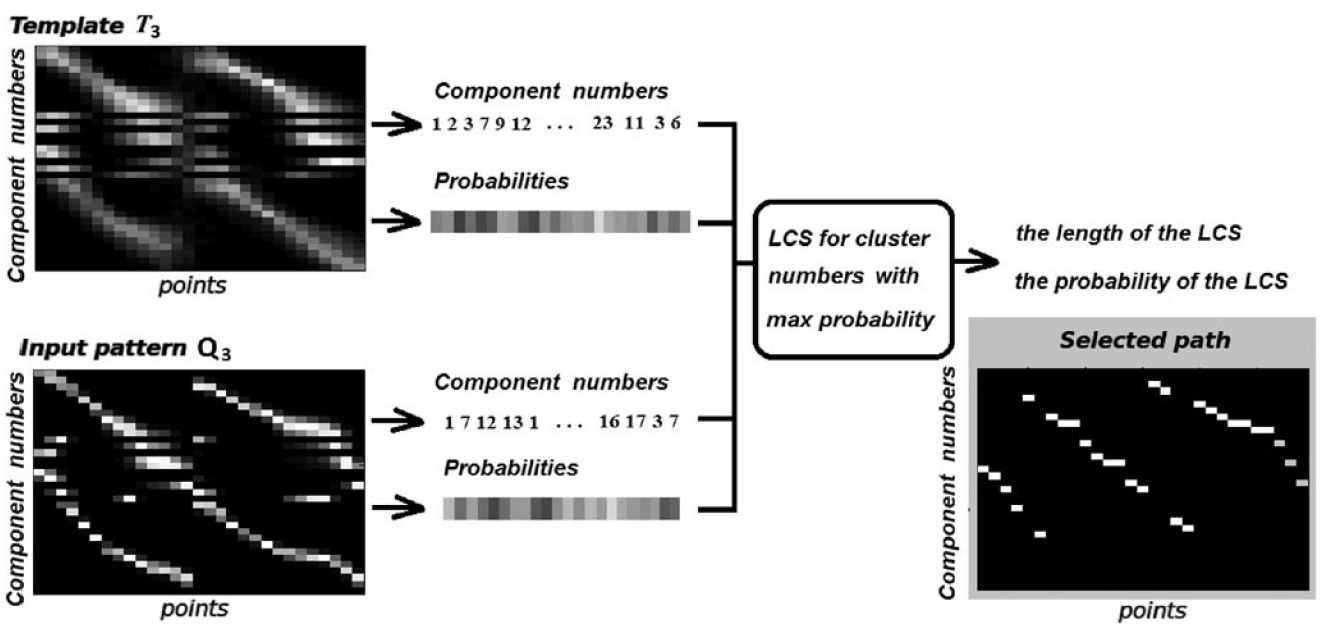 Template T₃
Component numbers
points
Component numbers
1 2 3 7 9 12 ... 23 11 3 6
Probabilities
Input pattern Q₃
Component numbers
points
Component numbers
1 7 12 13 1 ... 16 17 3 7
Probabilities
LCS for cluster
numbers with
max probability
the length of the LCS
the probability of the LCS
Selected path
Component numbers
points